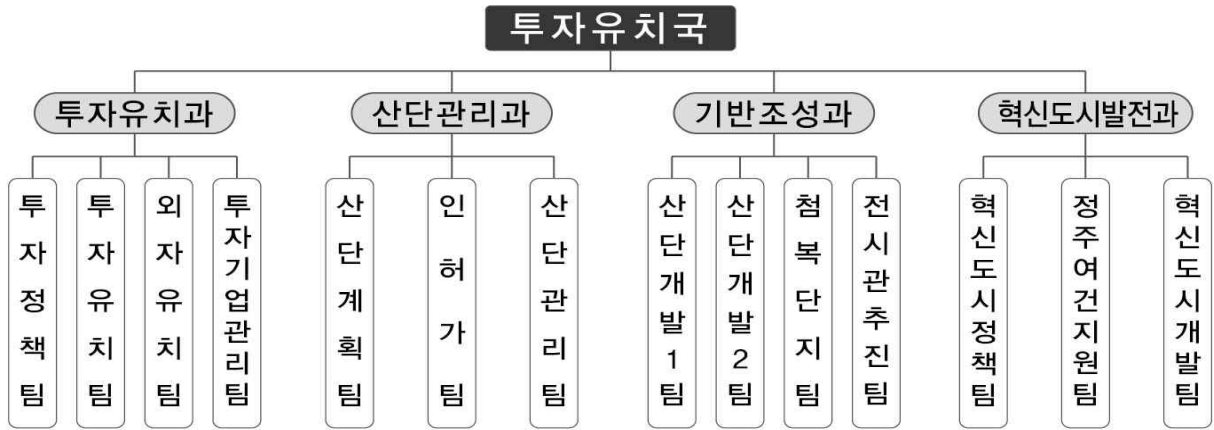 투자유치국
투자유치과
산단관리과
기반조성과
혁신도시발전과
투자정책팀
투자유치팀
외자유치팀
투자기업관리팀
산단계획팀
인허가팀
산단관리팀
산단개발1팀
산단개발2팀
첨복단지팀
전시관추진팀
혁신도시정책팀
정주여건지원팀
혁신도시개발팀